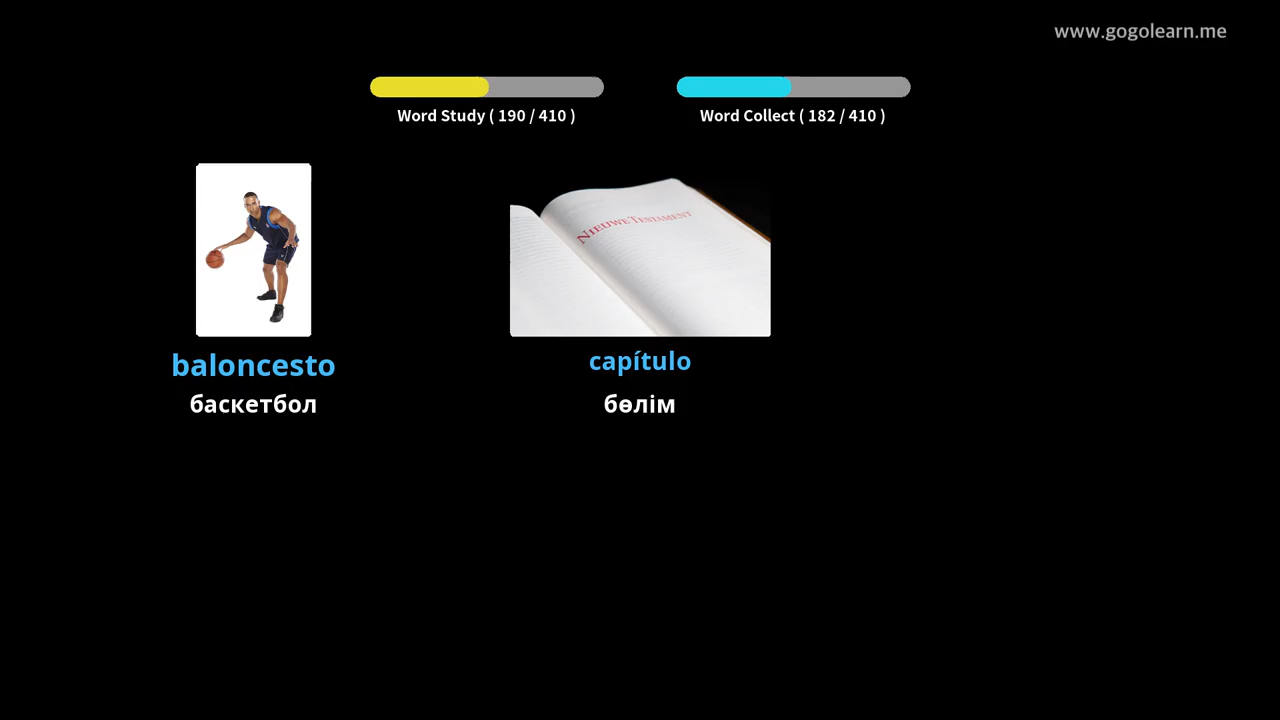 www.gogolearn.me
Word Study ( 190 / 410 )
Word Collect ( 182 / 410 )
NIEUWE TESTAMENT
baloncesto
capítulo
баскетбол
бөлім